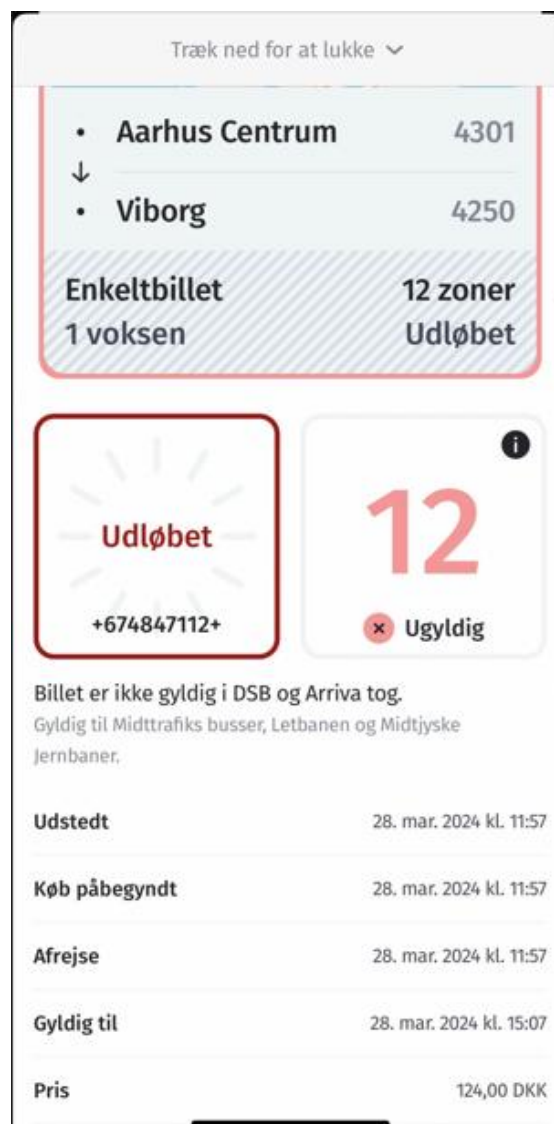 Træk ned for at lukke
Aarhus Centrum 4301
Viborg 4250
Enkeltbillet 12 zoner
1 voksen Udløbet
Udløbet
12
+674847112+
Ugyldig
Billet er ikke gyldig i DSB og Arriva tog.
Gyldig til Midttrafiks busser, Letbanen og Midtjyske
Jernbaner.
Udstedt 28. mar. 2024 kl. 11:57
Køb påbegyndt 28. mar. 2024 kl. 11:57
Afrejse 28. mar. 2024 kl. 11:57
Gyldig til 28. mar. 2024 kl. 15:07
Pris 124,00 DKK